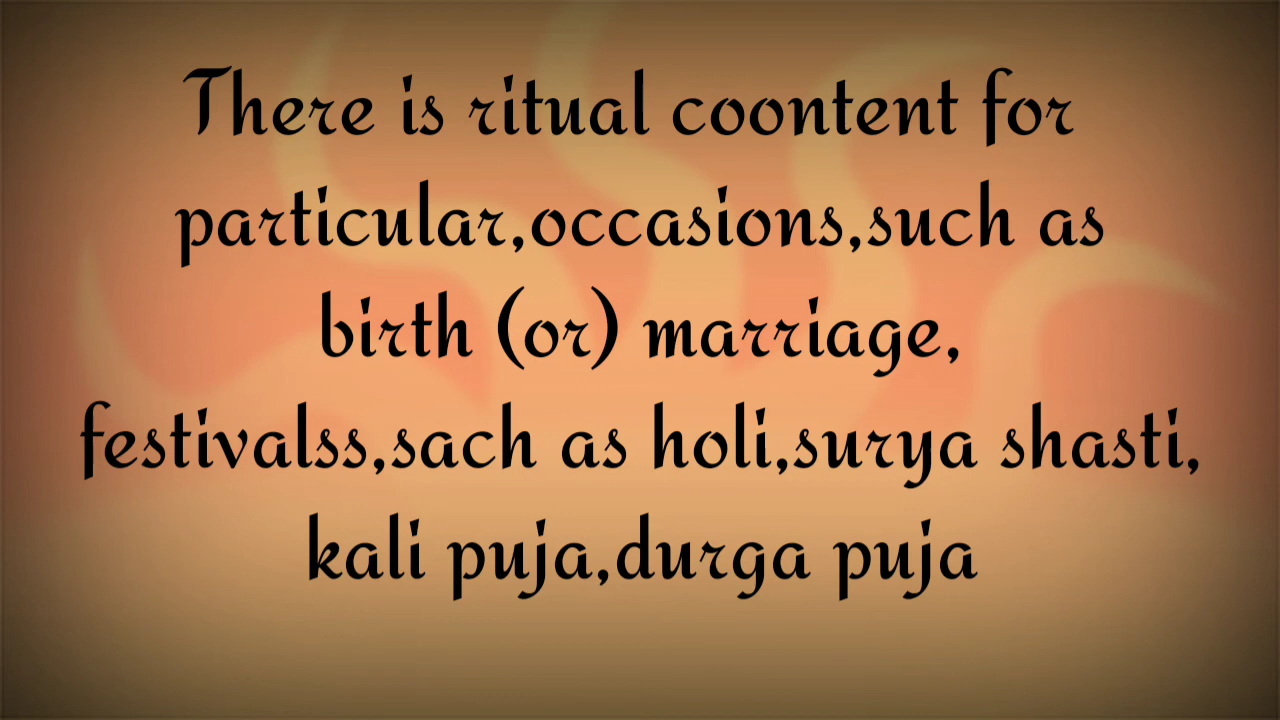 There is ritual coontent for
particular,occasions,such as
birth (or) marriage,
festivalss,sach as holi,surya shasti,
kali puja,durga puja